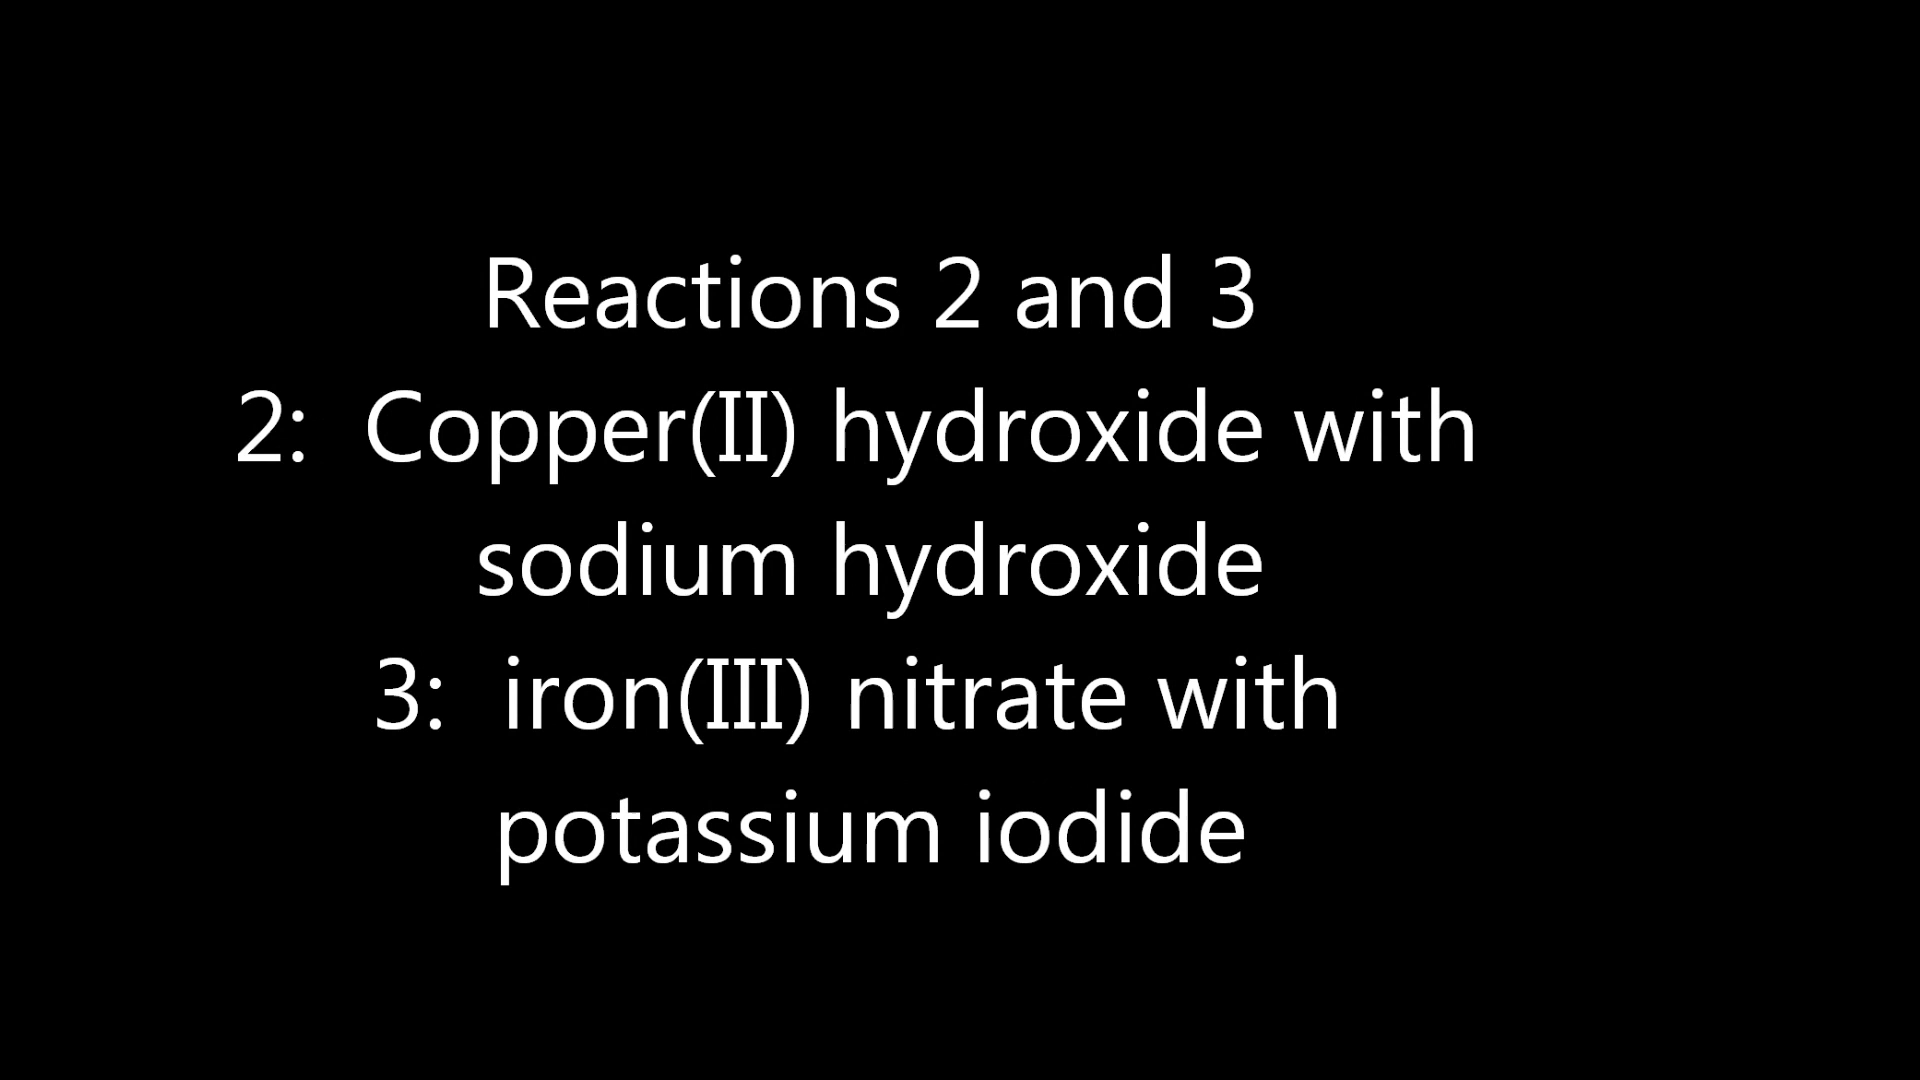 Reactions 2 and 3
2:  Copper(II) hydroxide with
sodium hydroxide
3:  iron(III) nitrate with
potassium iodide